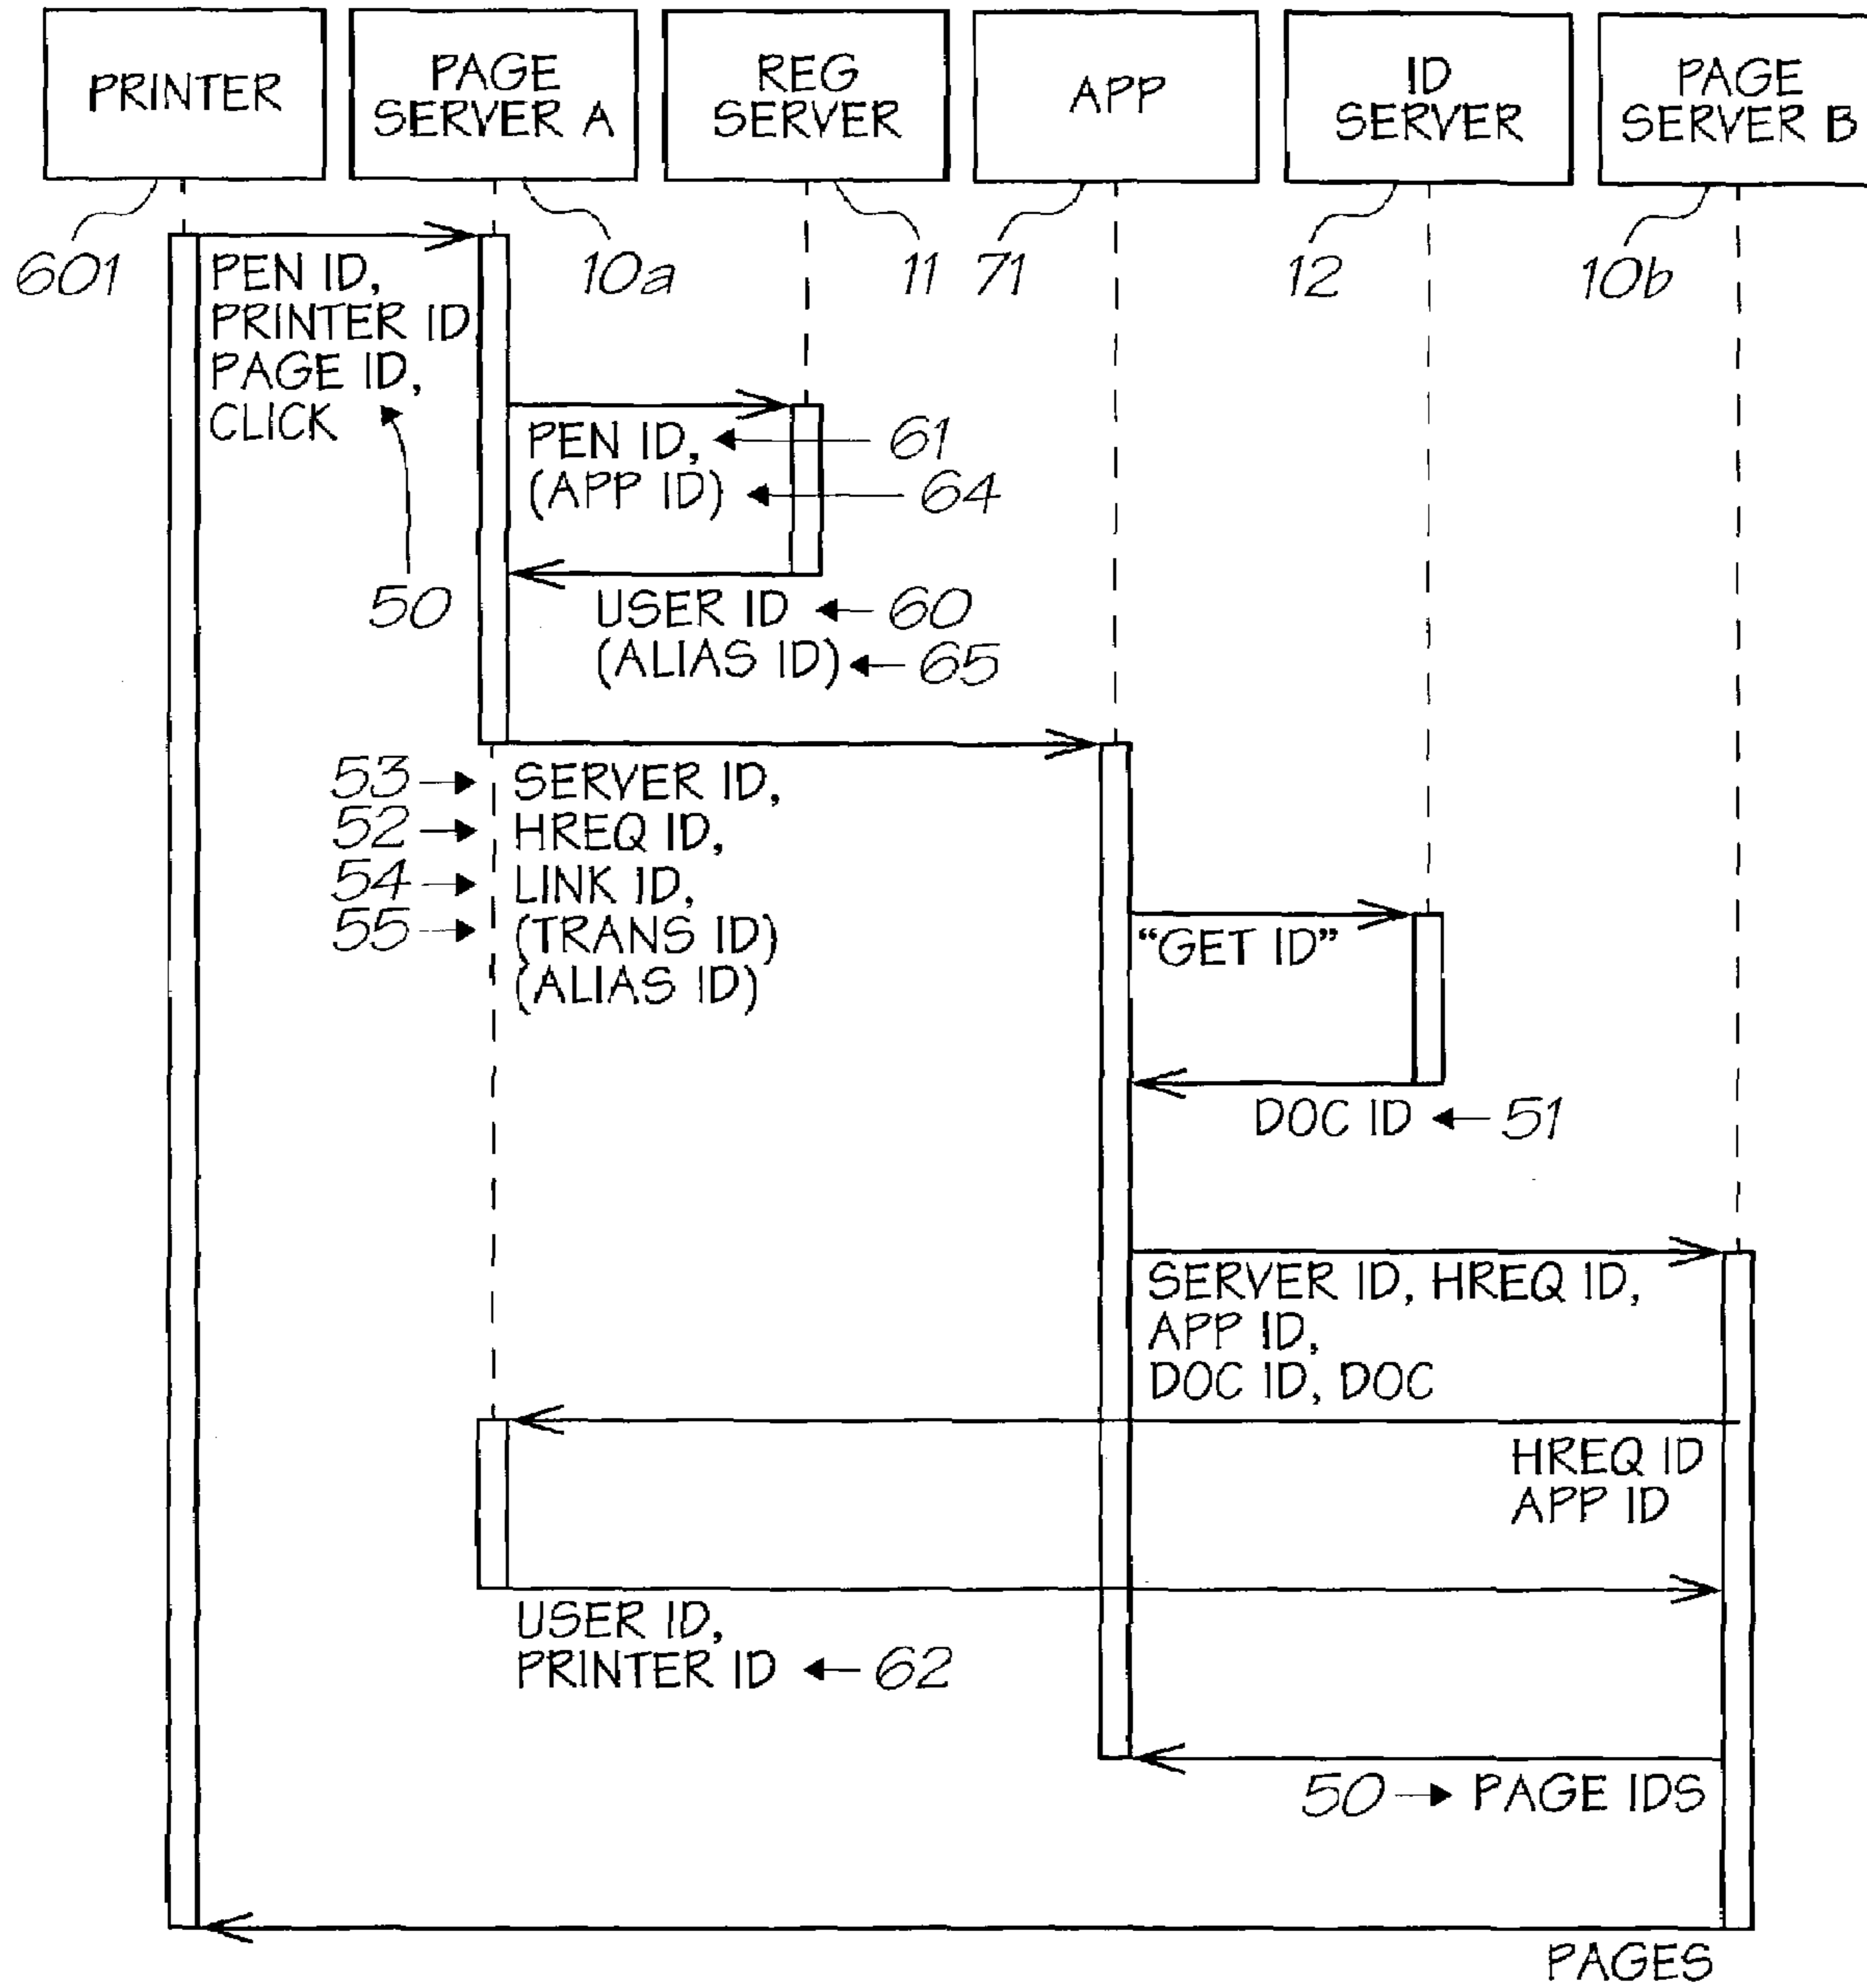 PRINTER
PAGE
SERVER A
REG
SERVER
APP
ID
SERVER
PAGE
SERVER B
601
10a
11
71
12
10b
PEN ID,
PRINTER ID
PAGE ID,
CLICK
50
PEN ID, 61
(APP ID) 64
USER ID 60
(ALIAS ID) 65
53 SERVER ID,
52 HREQ ID,
54 LINK ID,
55 (TRANS ID)
(ALIAS ID)
“GET ID”
DOC ID 51
SERVER ID, HREQ ID,
APP ID,
DOC ID, DOC
HREQ ID
APP ID
USER ID,
PRINTER ID 62
50 PAGE IDS
PAGES